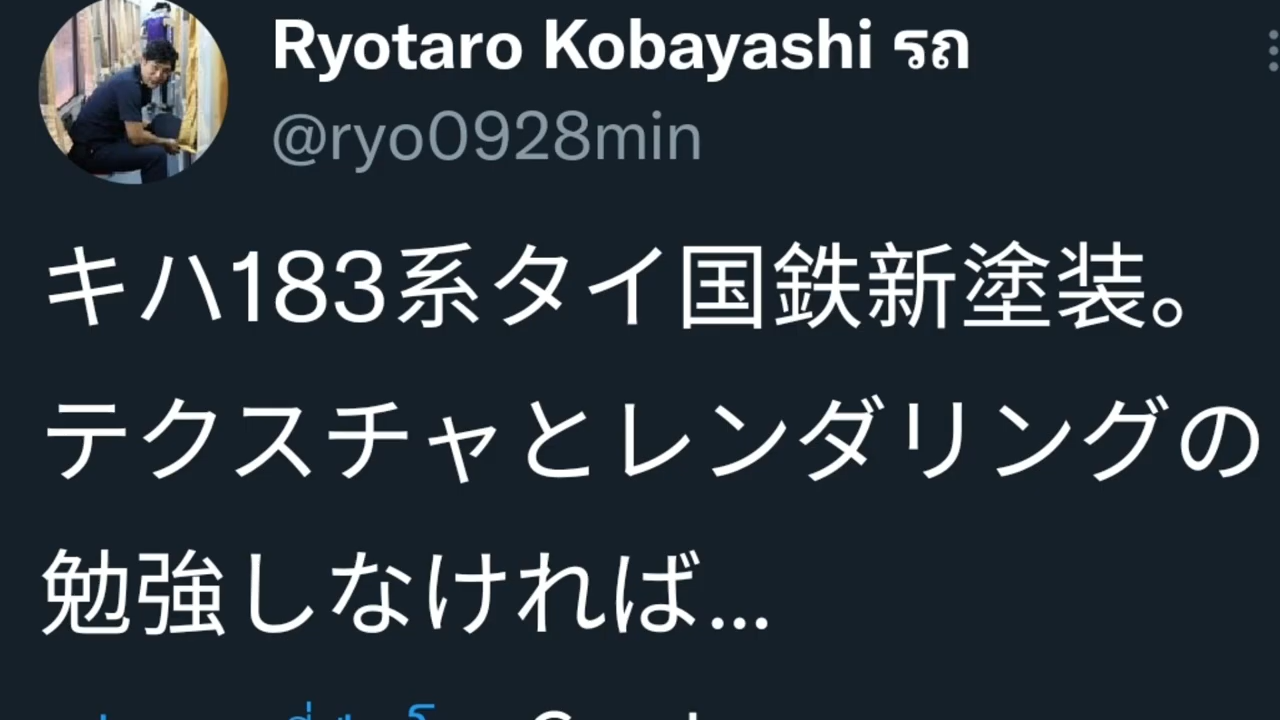 Ryotaro Kobayashi รถ
@ryo0928min
キハ183系タイ国鉄新塗装。
テクスチャとレンダリングの
勉強しなければ...